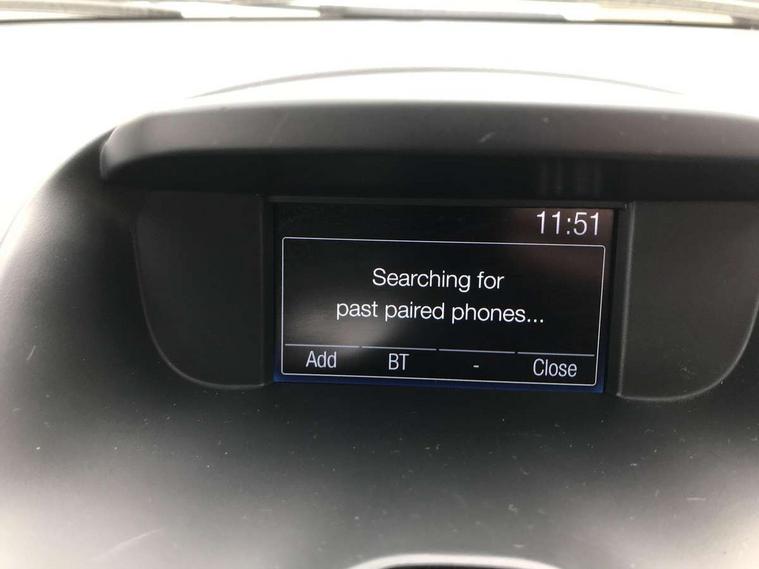 11:51
Searching for
past paired phones...
Add BT - Close